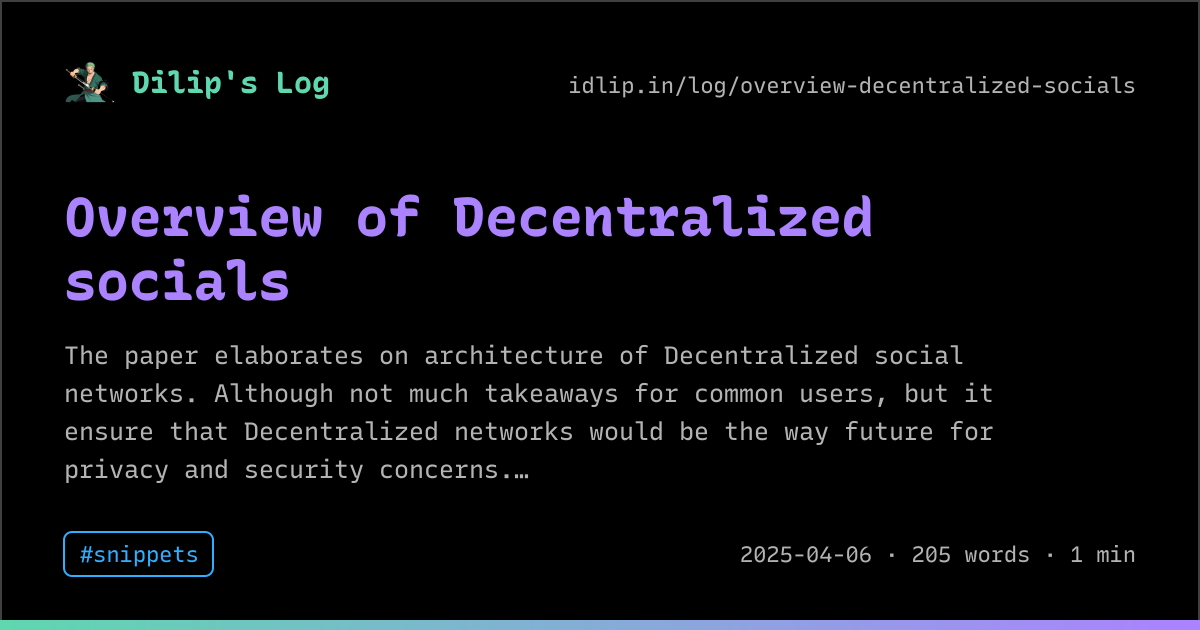 Dilip's Log
idlip.in/log/overview-decentralized-socials
Overview of Decentralized
socials
The paper elaborates on architecture of Decentralized social
networks. Although not much takeaways for common users, but it
ensure that Decentralized networks would be the way future for
privacy and security concerns.…
#snippets
2025-04-06 · 205 words · 1 min